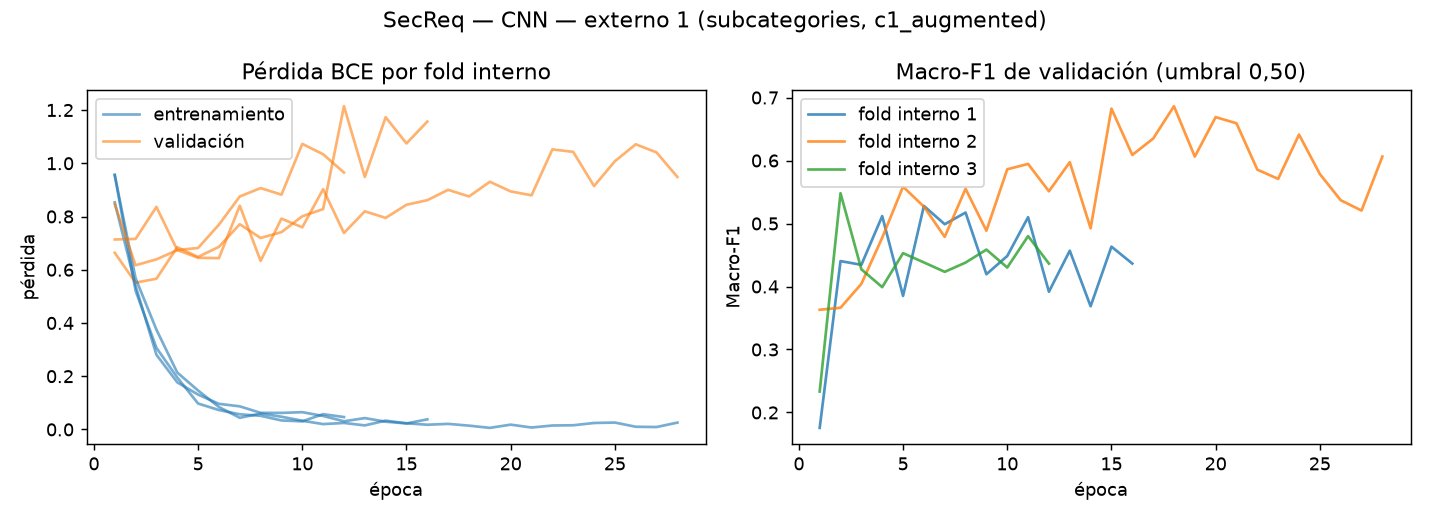 SecReq — CNN — externo 1 (subcategories, c1_augmented)
Pérdida BCE por fold interno
entrenamiento
validación
pérdida
1.2
1.0
0.8
0.6
0.4
0.2
0.0
0 5 10 15 20 25
época
Macro-F1 de validación (umbral 0,50)
fold interno 1
fold interno 2
fold interno 3
Macro-F1
0.7
0.6
0.5
0.4
0.3
0.2
0 5 10 15 20 25
época